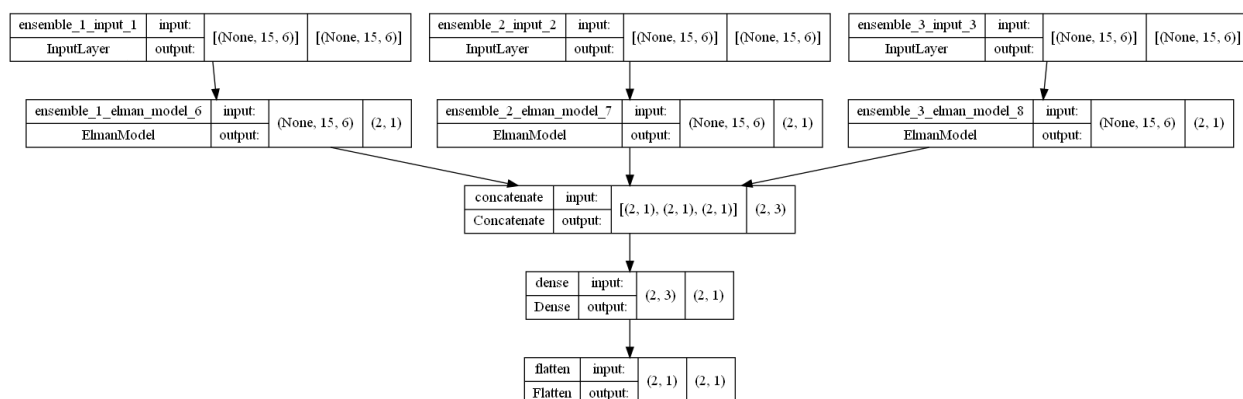 ensemble_1_input_1 input: [(None, 15, 6)] [(None, 15, 6)]
InputLayer output:
ensemble_2_input_2 input: [(None, 15, 6)] [(None, 15, 6)]
InputLayer output:
ensemble_3_input_3 input: [(None, 15, 6)] [(None, 15, 6)]
InputLayer output:
ensemble_1_elman_model_6 input: (None, 15, 6) (2, 1)
ElmanModel output:
ensemble_2_elman_model_7 input: (None, 15, 6) (2, 1)
ElmanModel output:
ensemble_3_elman_model_8 input: (None, 15, 6) (2, 1)
ElmanModel output:
concatenate input: [(2, 1), (2, 1), (2, 1)] (2, 3)
Concatenate output:
dense input: (2, 3) (2, 1)
Dense output:
flatten input: (2, 1) (2, 1)
Flatten output: